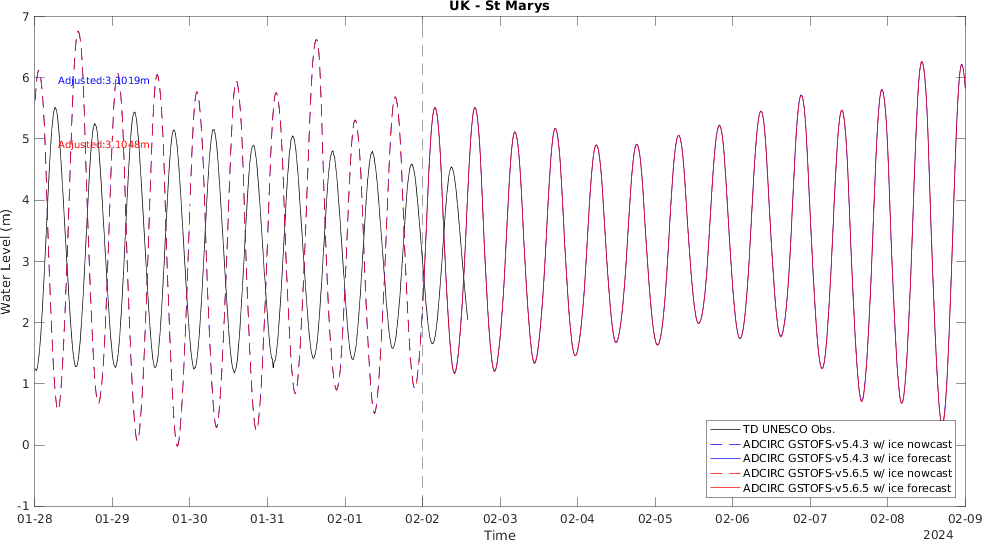 UK - St Marys
7
6
5
4
3
2
1
0
-1
Water Level (m)
Adjusted:3.1019m
Adjusted:3.1048m
TD UNESCO Obs.
ADCIRC GSTOFS-v5.4.3 w/ ice nowcast
ADCIRC GSTOFS-v5.4.3 w/ ice forecast
ADCIRC GSTOFS-v5.6.5 w/ ice nowcast
ADCIRC GSTOFS-v5.6.5 w/ ice forecast
01-28 01-29 01-30 01-31 02-01 02-02 02-03 02-04 02-05 02-06 02-07 02-08 02-09
Time
2024